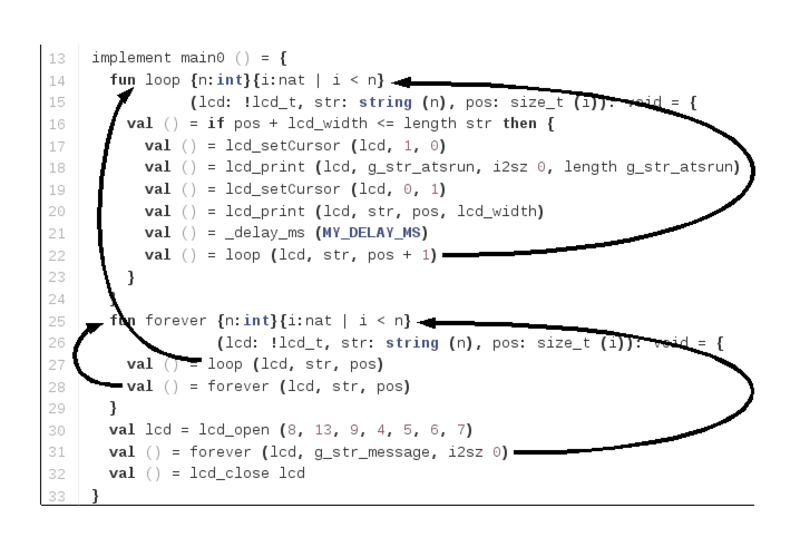 13 implement main0 () = {
14 fun loop {n:int}{i:nat | i < n}
15 (lcd: !lcd_t, str: string (n), pos: size_t (i)): void = {
16 val () = if pos + lcd_width <= length str then {
17 val () = lcd_setCursor (lcd, 1, 0)
18 val () = lcd_print (lcd, g_str_atsrun, i2sz 0, length g_str_atsrun)
19 val () = lcd_setCursor (lcd, 0, 1)
20 val () = lcd_print (lcd, str, pos, lcd_width)
21 val () = _delay_ms (MY_DELAY_MS)
22 val () = loop (lcd, str, pos + 1)
23 }
24 }
25 fun forever {n:int}{i:nat | i < n}
26 (lcd: !lcd_t, str: string (n), pos: size_t (i)): void = {
27 val () = loop (lcd, str, pos)
28 val () = forever (lcd, str, pos)
29 }
30 val lcd = lcd_open (8, 13, 9, 4, 5, 6, 7)
31 val () = forever (lcd, g_str_message, i2sz 0)
32 val () = lcd_close lcd
33 }